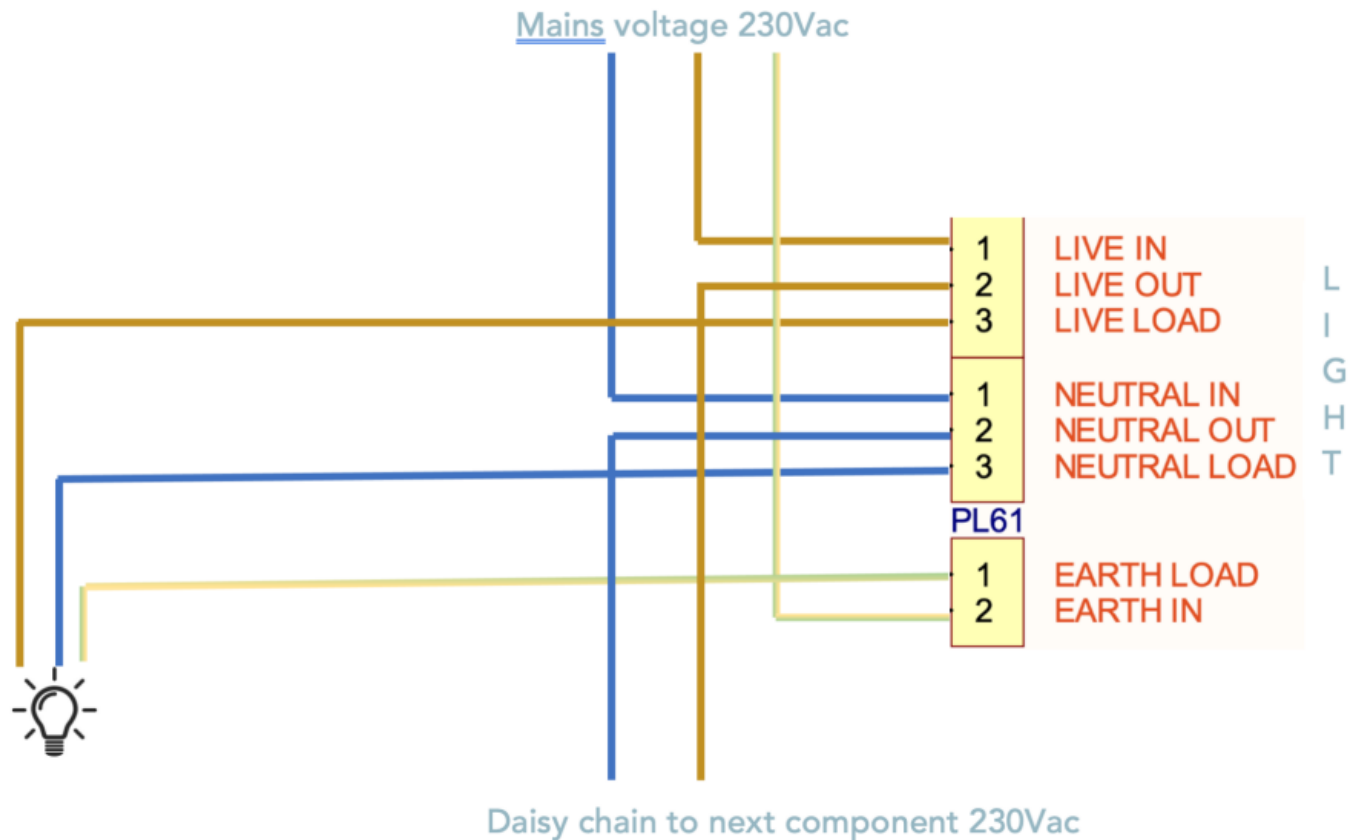 Mains voltage 230Vac
1 LIVE IN
2 LIVE OUT
3 LIVE LOAD
1 NEUTRAL IN
2 NEUTRAL OUT
3 NEUTRAL LOAD
PL61
1 EARTH LOAD
2 EARTH IN
LIGHT
Daisy chain to next component 230Vac